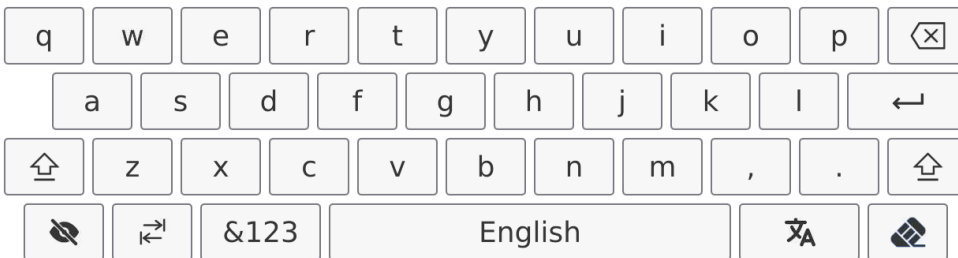 q w e r t y u i o p
a s d f g h j k l
z x c v b n m , .
&123 English